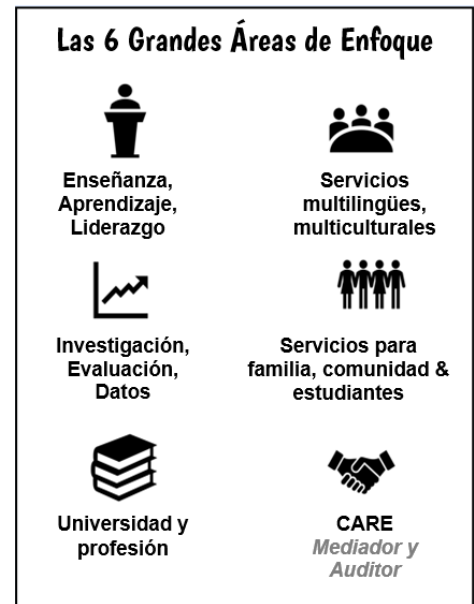 Las 6 Grandes Áreas de Enfoque
Enseñanza,
Aprendizaje,
Liderazgo
Servicios
multilingües,
multiculturales
Investigación,
Evaluación,
Datos
Servicios para
familia, comunidad &
estudiantes
Universidad y
profesión
CARE
Mediador y
Auditor